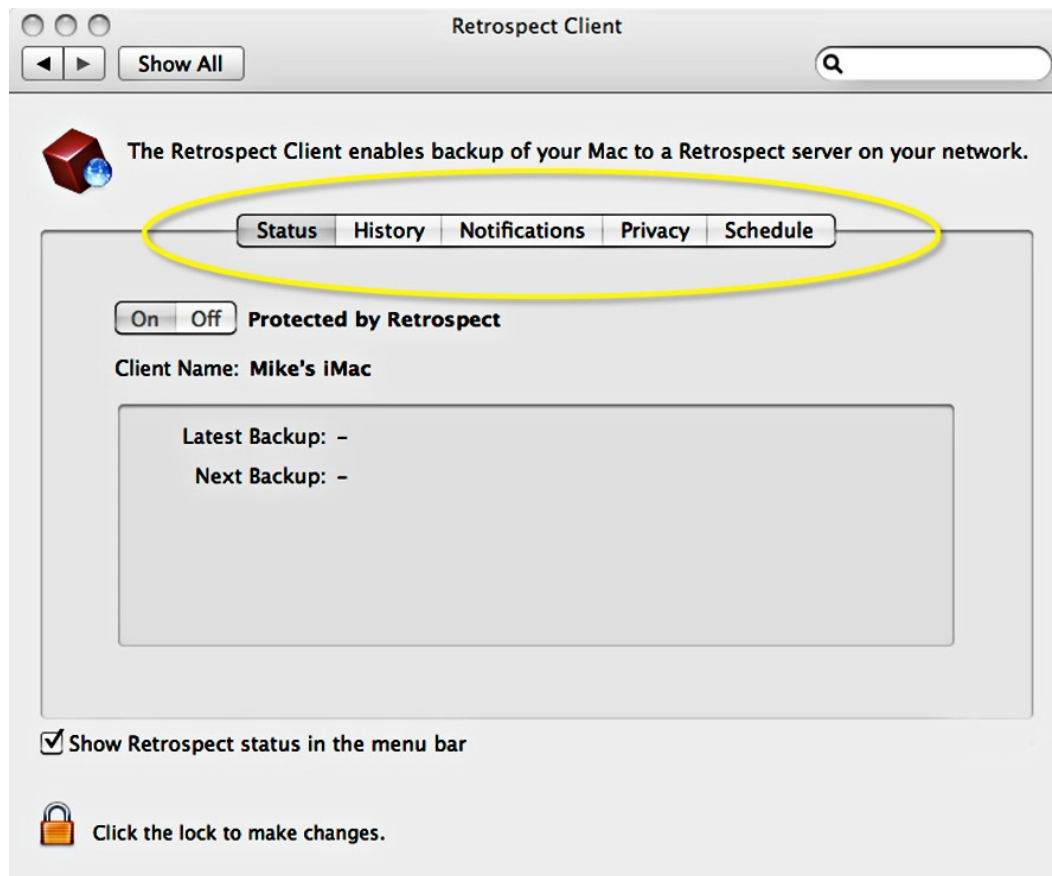 Retrospect Client
Show All
The Retrospect Client enables backup of your Mac to a Retrospect server on your network.
Status History Notifications Privacy Schedule
On Off Protected by Retrospect
Client Name: Mike's iMac
Latest Backup: –
Next Backup: –
Show Retrospect status in the menu bar
Click the lock to make changes.